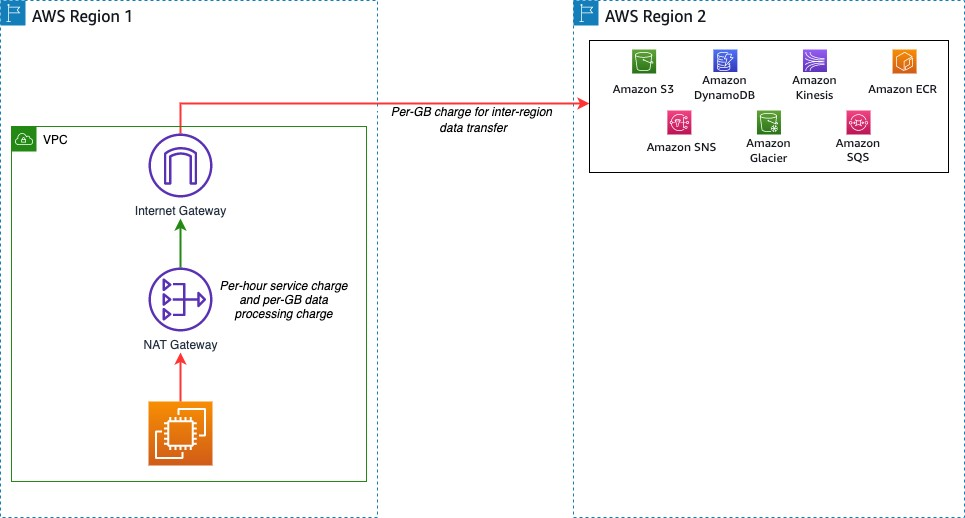 AWS Region 1
AWS Region 2
Amazon S3
Amazon
DynamoDB
Amazon
Kinesis
Amazon ECR
Amazon SNS
Amazon
Glacier
Amazon
SQS
Per-GB charge for inter-region
data transfer
VPC
Internet Gateway
Per-hour service charge
and per-GB data
processing charge
NAT Gateway